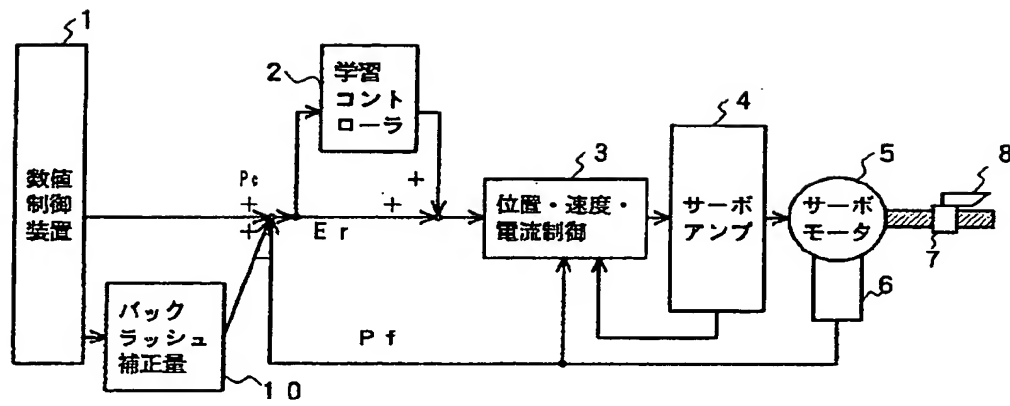 1
数値
制御
装置
2
学習
コント
ローラ
Pc
+
+
Er
+
+
3
位置・速度・
電流制御
4
サーボ
アンプ
5
サーボ
モータ
6
7
8
バック
ラッシュ
補正量
10
Pf